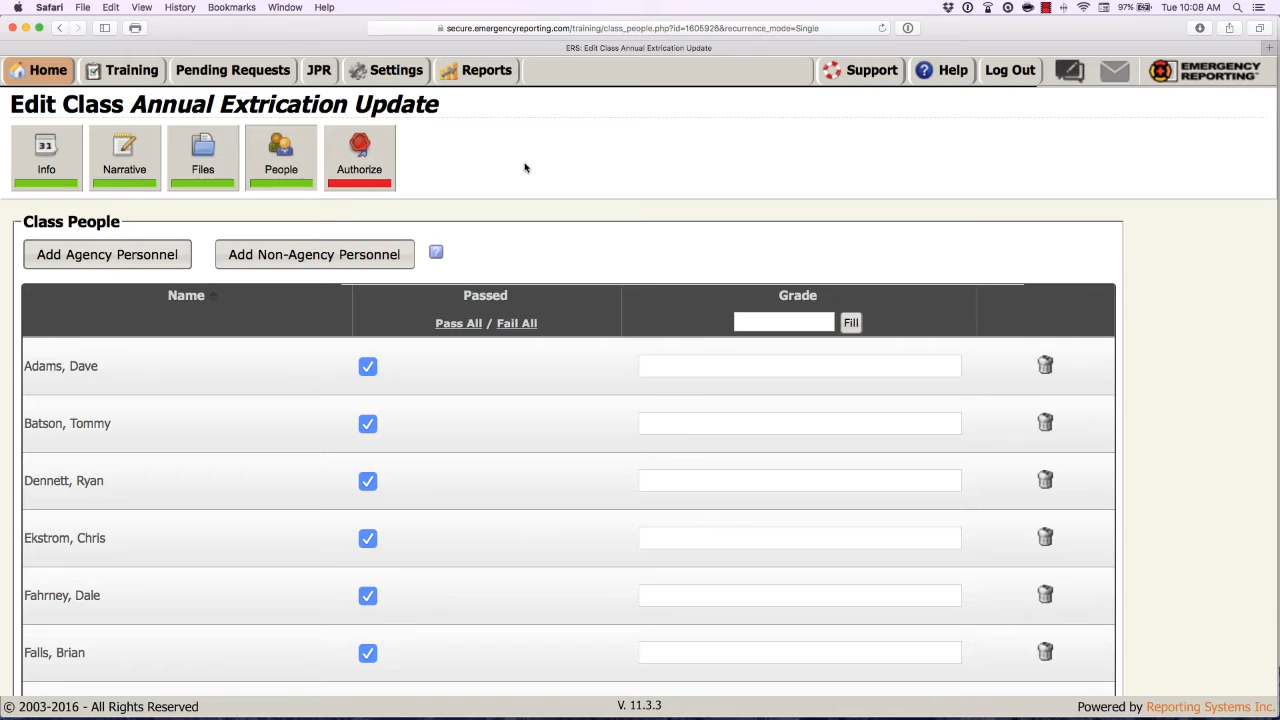 Safari File Edit View History Bookmarks Window Help 97% Tue 10:08 AM
secure.emergencyreporting.com/training/class_people.php?id=1605926&recurrence_mode=Single
ERS: Edit Class Annual Extrication Update
Home Training Pending Requests JPR Settings Reports Support Help Log Out EMERGENCY
REPORTING
Edit Class Annual Extrication Update
31
Info Narrative Files People Authorize
Class People
Add Agency Personnel Add Non-Agency Personnel ?
Name Passed Grade
Pass All / Fail All Fill
Adams, Dave
Batson, Tommy
Dennett, Ryan
Ekstrom, Chris
Fahrney, Dale
Falls, Brian
© 2003-2016 - All Rights Reserved V. 11.3.3 Powered by Reporting Systems Inc.